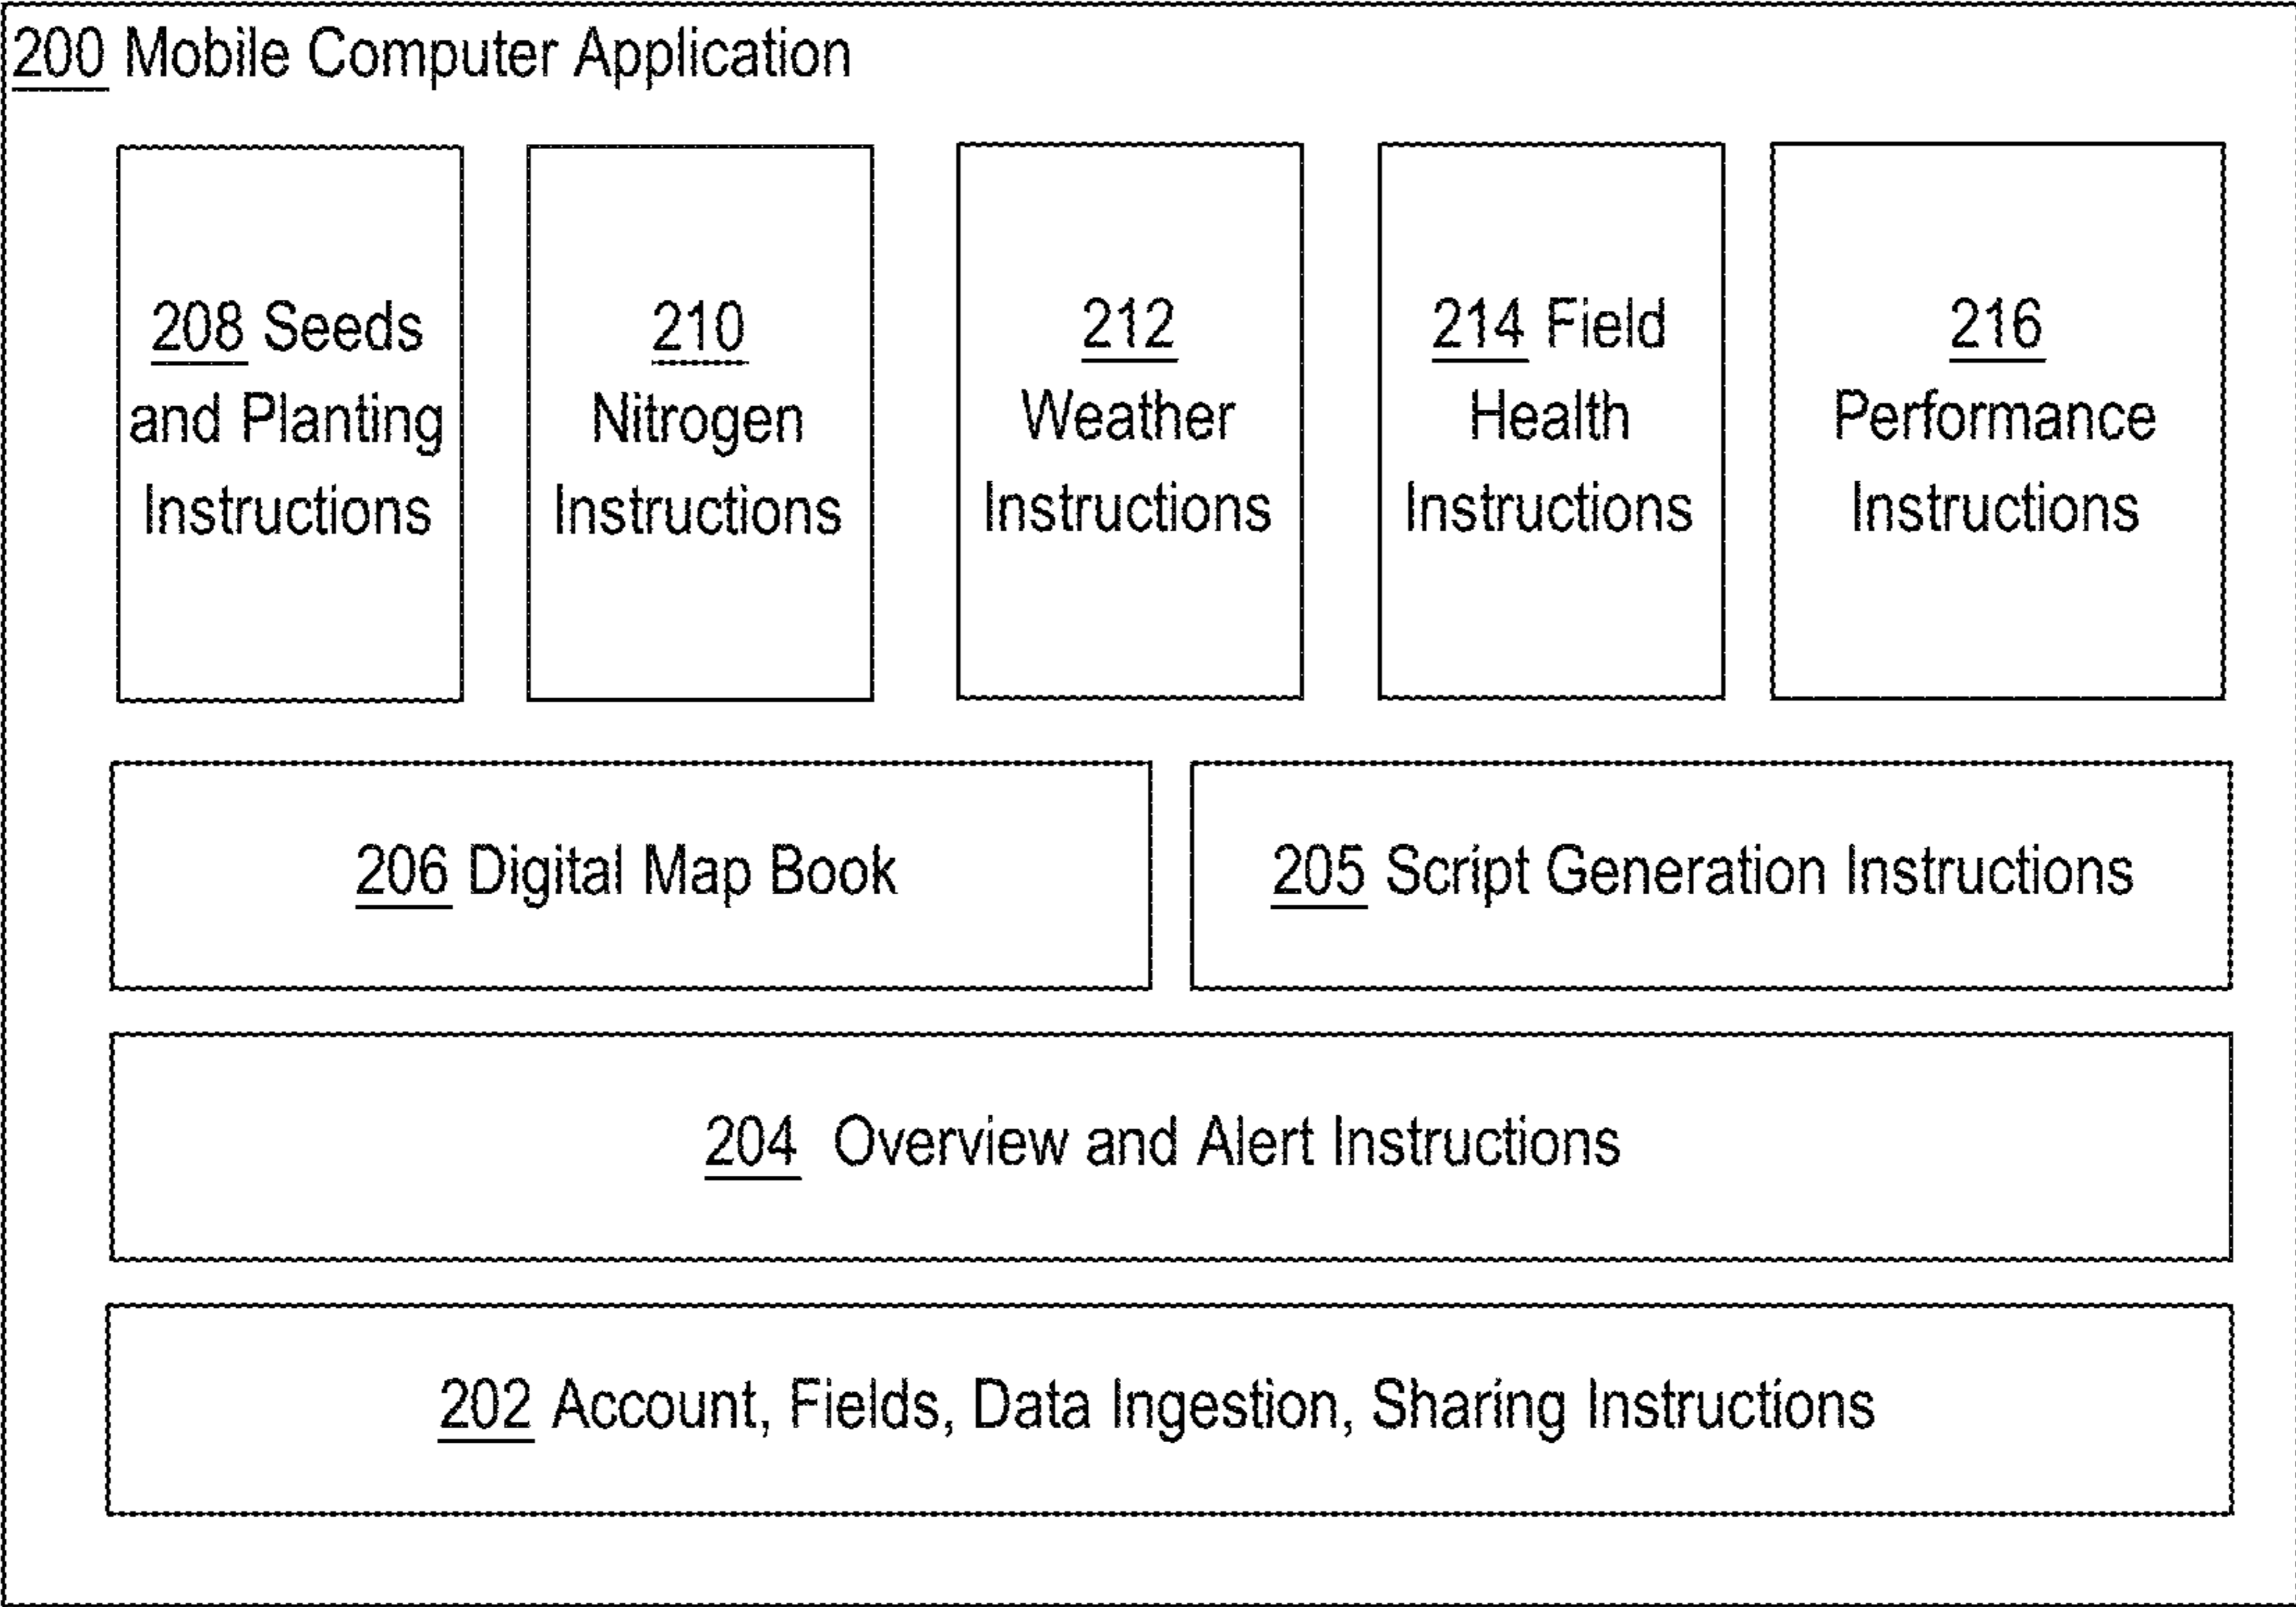 200 Mobile Computer Application
208 Seeds
and Planting
Instructions
210
Nitrogen
Instructions
212
Weather
Instructions
214 Field
Health
Instructions
216
Performance
Instructions
206 Digital Map Book
205 Script Generation Instructions
204 Overview and Alert Instructions
202 Account, Fields, Data Ingestion, Sharing Instructions